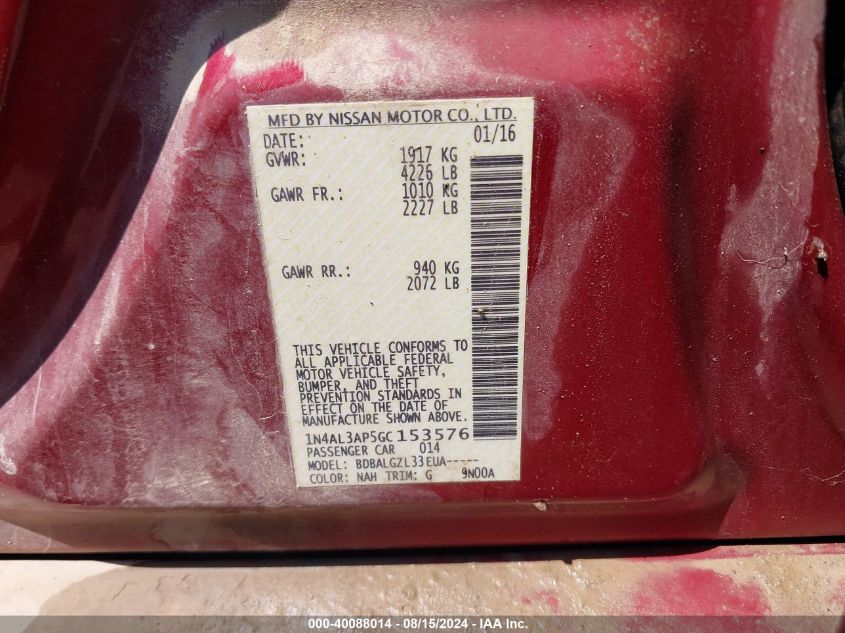 MFD BY NISSAN MOTOR CO., LTD.
DATE: 01/16
GVWR: 1917 KG
4226 LB
GAWR FR.: 1010 KG
2227 LB
GAWR RR.: 940 KG
2072 LB
THIS VEHICLE CONFORMS TO
ALL APPLICABLE FEDERAL
MOTOR VEHICLE SAFETY,
BUMPER, AND THEFT
PREVENTION STANDARDS IN
EFFECT ON THE DATE OF
MANUFACTURE SHOWN ABOVE.
1N4AL3AP5GC153576
PASSENGER CAR 014
MODEL: BDBALGZL33EUA-----
COLOR: NAH TRIM: G 9N00A
000-40088014 - 08/15/2024 - IAA, Inc.